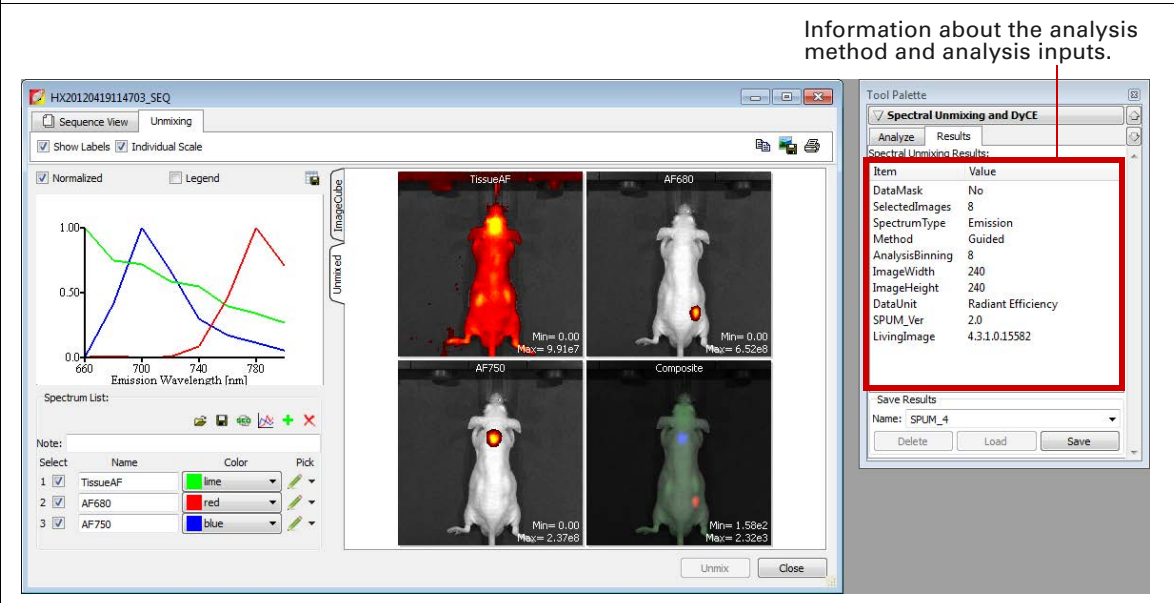 Information about the analysis
method and analysis inputs.
HX20120419114703_SEQ
Sequence View Unmixing
Show Labels Individual Scale
Normalized Legend
1.00
0.50
0.0
660 700 740 780
Emission Wavelength [nm]
Spectrum List:
Note:
Select Name Color Pick
1 TissueAF lime
2 AF680 red
3 AF750 blue
ImageCube
Unmixed
TissueAF
Min= 0.00
Max= 9.91e7
AF680
Min= 0.00
Max= 6.52e8
AF750
Min= 0.00
Max= 2.37e8
Composite
Min= 1.58e2
Max= 2.32e3
Unmix Close
Tool Palette
Spectral Unmixing and DyCE
Analyze Results
Spectral Unmixing Results:
Item Value
DataMask No
SelectedImages 8
SpectrumType Emission
Method Guided
AnalysisBinning 8
ImageWidth 240
ImageHeight 240
DataUnit Radiant Efficiency
SPUM_Ver 2.0
LivingImage 4.3.1.0.15582
Save Results
Name: SPUM_4
Delete Load Save